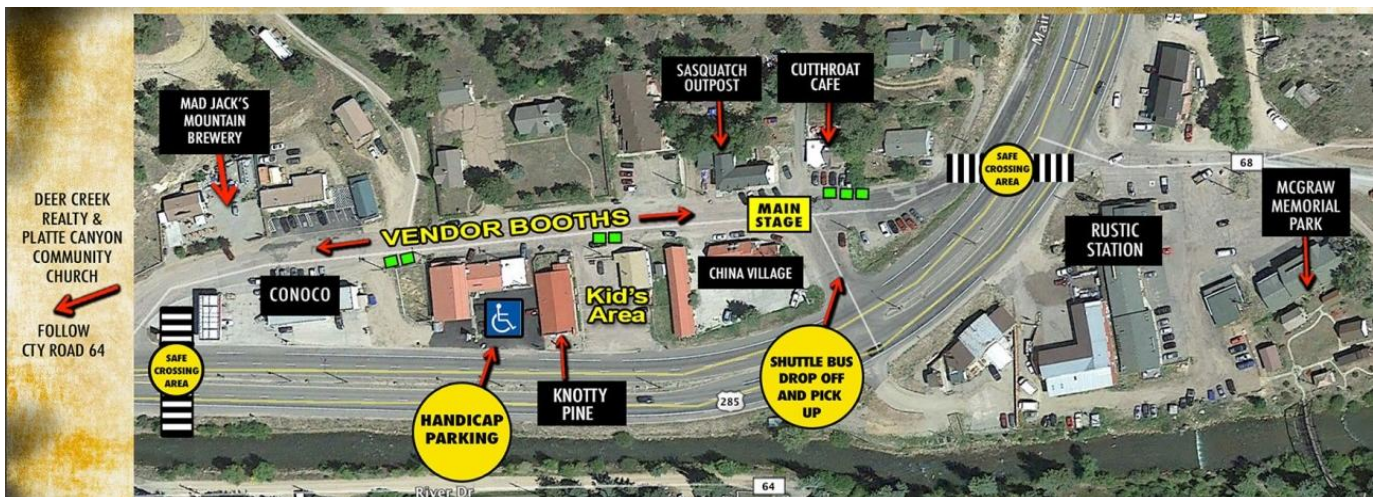 DEER CREEK
REALTY &
PLATTE CANYON
COMMUNITY
CHURCH
FOLLOW
CTY ROAD 64
MAD JACK'S
MOUNTAIN
BREWERY
SASQUATCH
OUTPOST
CUTTHROAT
CAFE
Main
SAFE
CROSSING
AREA
68
MCGRAW
MEMORIAL
PARK
VENDOR BOOTHS
MAIN
STAGE
RUSTIC
STATION
CONOCO
Kid's
Area
CHINA VILLAGE
SAFE
CROSSING
AREA
HANDICAP
PARKING
KNOTTY
PINE
285
SHUTTLE BUS
DROP OFF
AND PICK
UP
River Dr
64